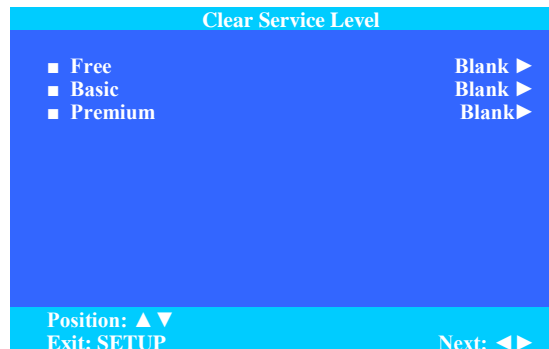 Clear Service Level
■ Free Blank ►
■ Basic Blank ►
■ Premium Blank►
Position: ▲▼
Exit: SETUP Next: ◄►